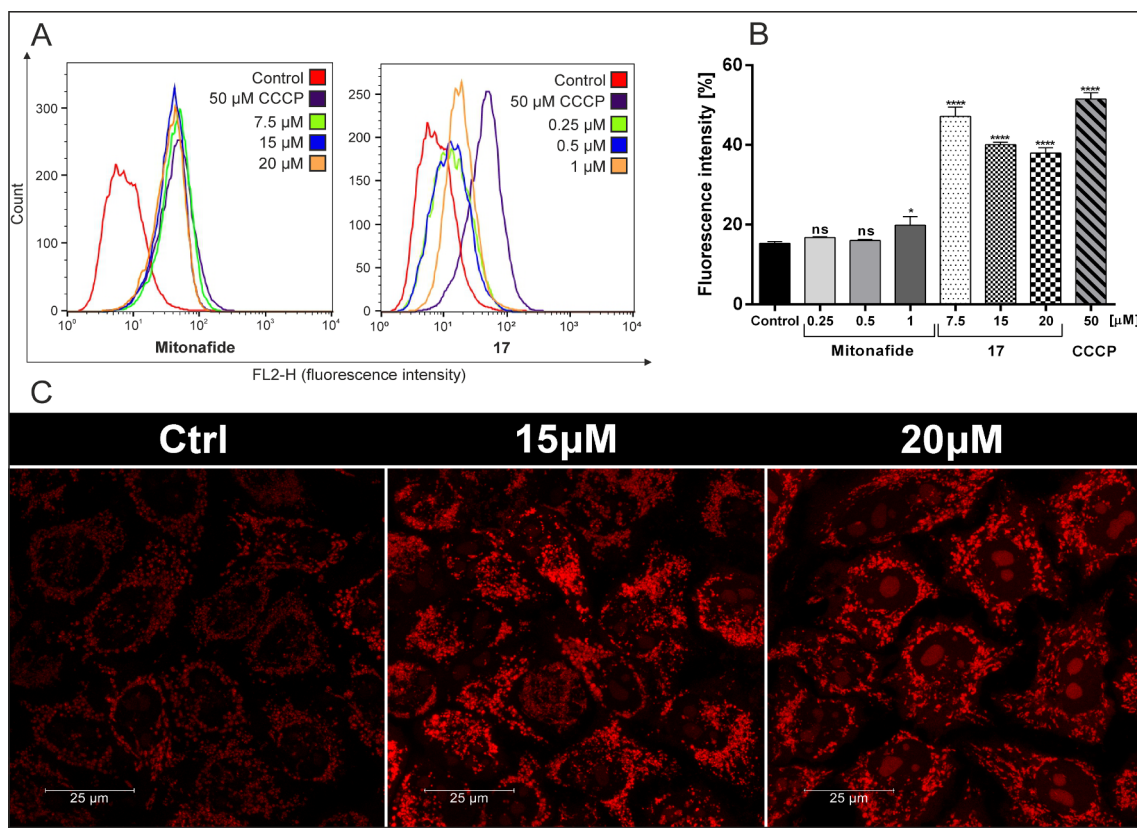 A
Count
300
200
100
0
10⁰
10¹
10²
10³
10⁴
Control
50 µM CCCP
7.5 µM
15 µM
20 µM
Mitonafide
250
200
150
100
50
0
10⁰
10¹
10²
10³
10⁴
Control
50 µM CCCP
0.25 µM
0.5 µM
1 µM
17
FL2-H (fluorescence intensity)
B
Fluorescence intensity [%]
60
40
20
0
ns
ns
*
****
****
****
****
Control 0.25 0.5 1 7.5 15 20 50 [µM]
Mitonafide 17 CCCP
C
Ctrl 15µM 20µM
25 µm 25 µm 25 µm